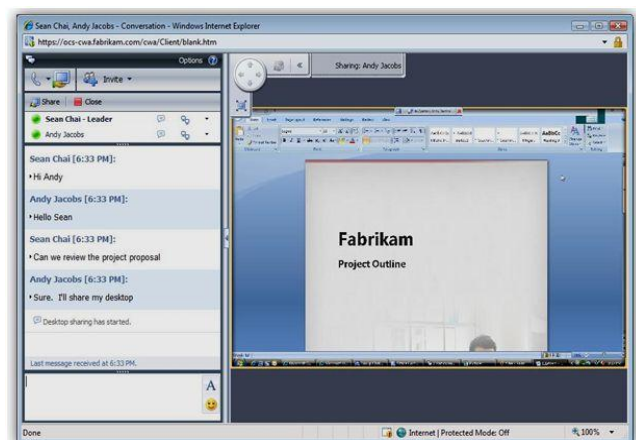 Sean Chai, Andy Jacobs - Conversation - Windows Internet Explorer
https://ocs-cwa.fabrikam.com/cwa/Client/blank.htm
Options
Invite
Sharing: Andy Jacobs
Share Close
Sean Chai - Leader
Andy Jacobs
Sean Chai [6:33 PM]:
Hi Andy
Andy Jacobs [6:33 PM]:
Hello Sean
Sean Chai [6:33 PM]:
Can we review the project proposal
Andy Jacobs [6:33 PM]:
Sure. I'll share my desktop
Desktop sharing has started.
Last message received at 6:33 PM.
Fabrikam
Project Outline
A
Done
Internet | Protected Mode: Off
100%